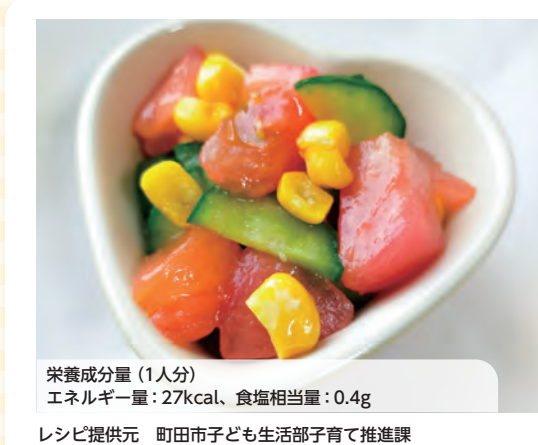 栄養成分量（1人分）
エネルギー量：27kcal、食塩相当量：0.4g
レシピ提供元　町田市子ども生活部子育て推進課